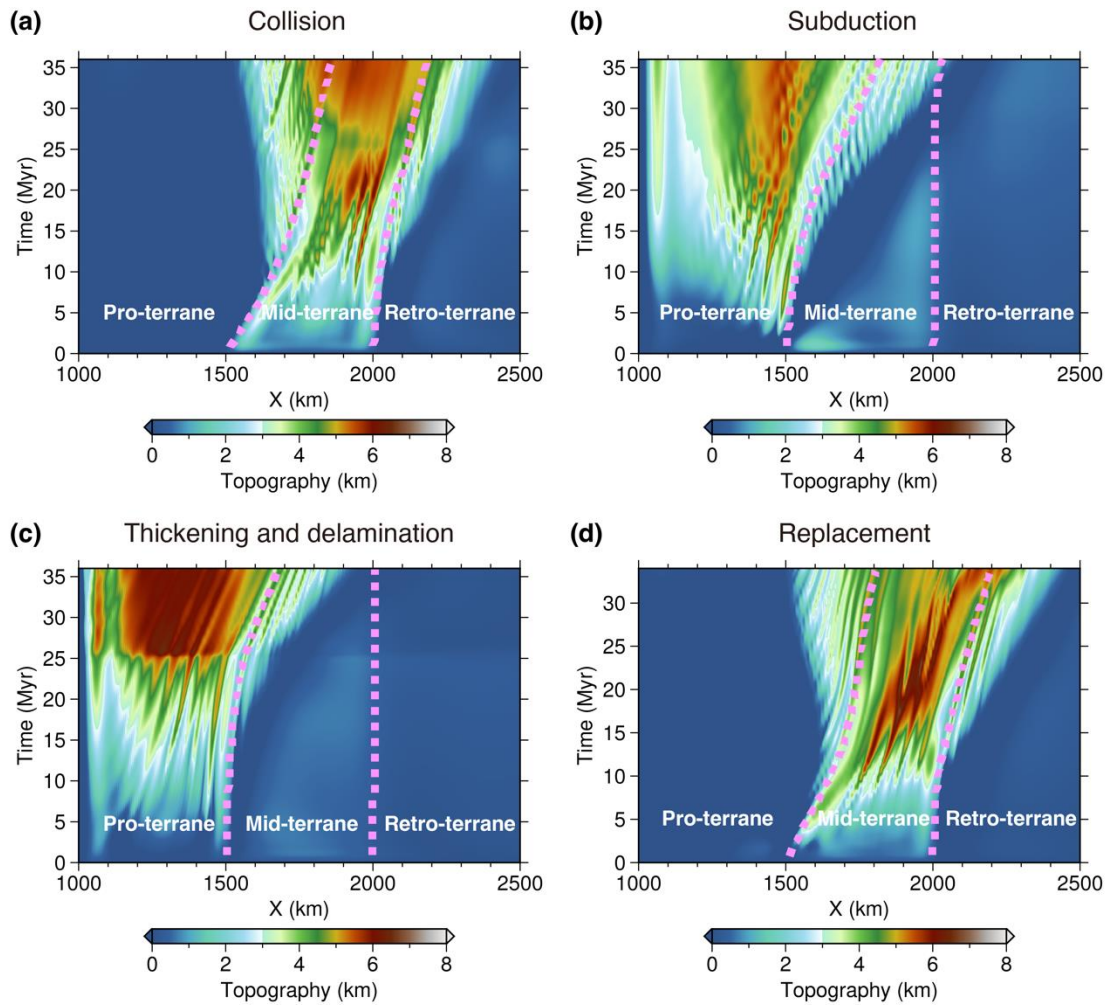 (a) Collision
35
30
25
20
15
10
5
0
Time (Myr)
Pro-terrane Mid-terrane Retro-terrane
1000 1500 2000 2500
X (km)
0 2 4 6 8
Topography (km)
(b) Subduction
35
30
25
20
15
10
5
0
Time (Myr)
Pro-terrane Mid-terrane Retro-terrane
1000 1500 2000 2500
X (km)
0 2 4 6 8
Topography (km)
(c) Thickening and delamination
35
30
25
20
15
10
5
0
Time (Myr)
Pro-terrane Mid-terrane Retro-terrane
1000 1500 2000 2500
X (km)
0 2 4 6 8
Topography (km)
(d) Replacement
30
25
20
15
10
5
0
Time (Myr)
Pro-terrane Mid-terrane Retro-terrane
1000 1500 2000 2500
X (km)
0 2 4 6 8
Topography (km)